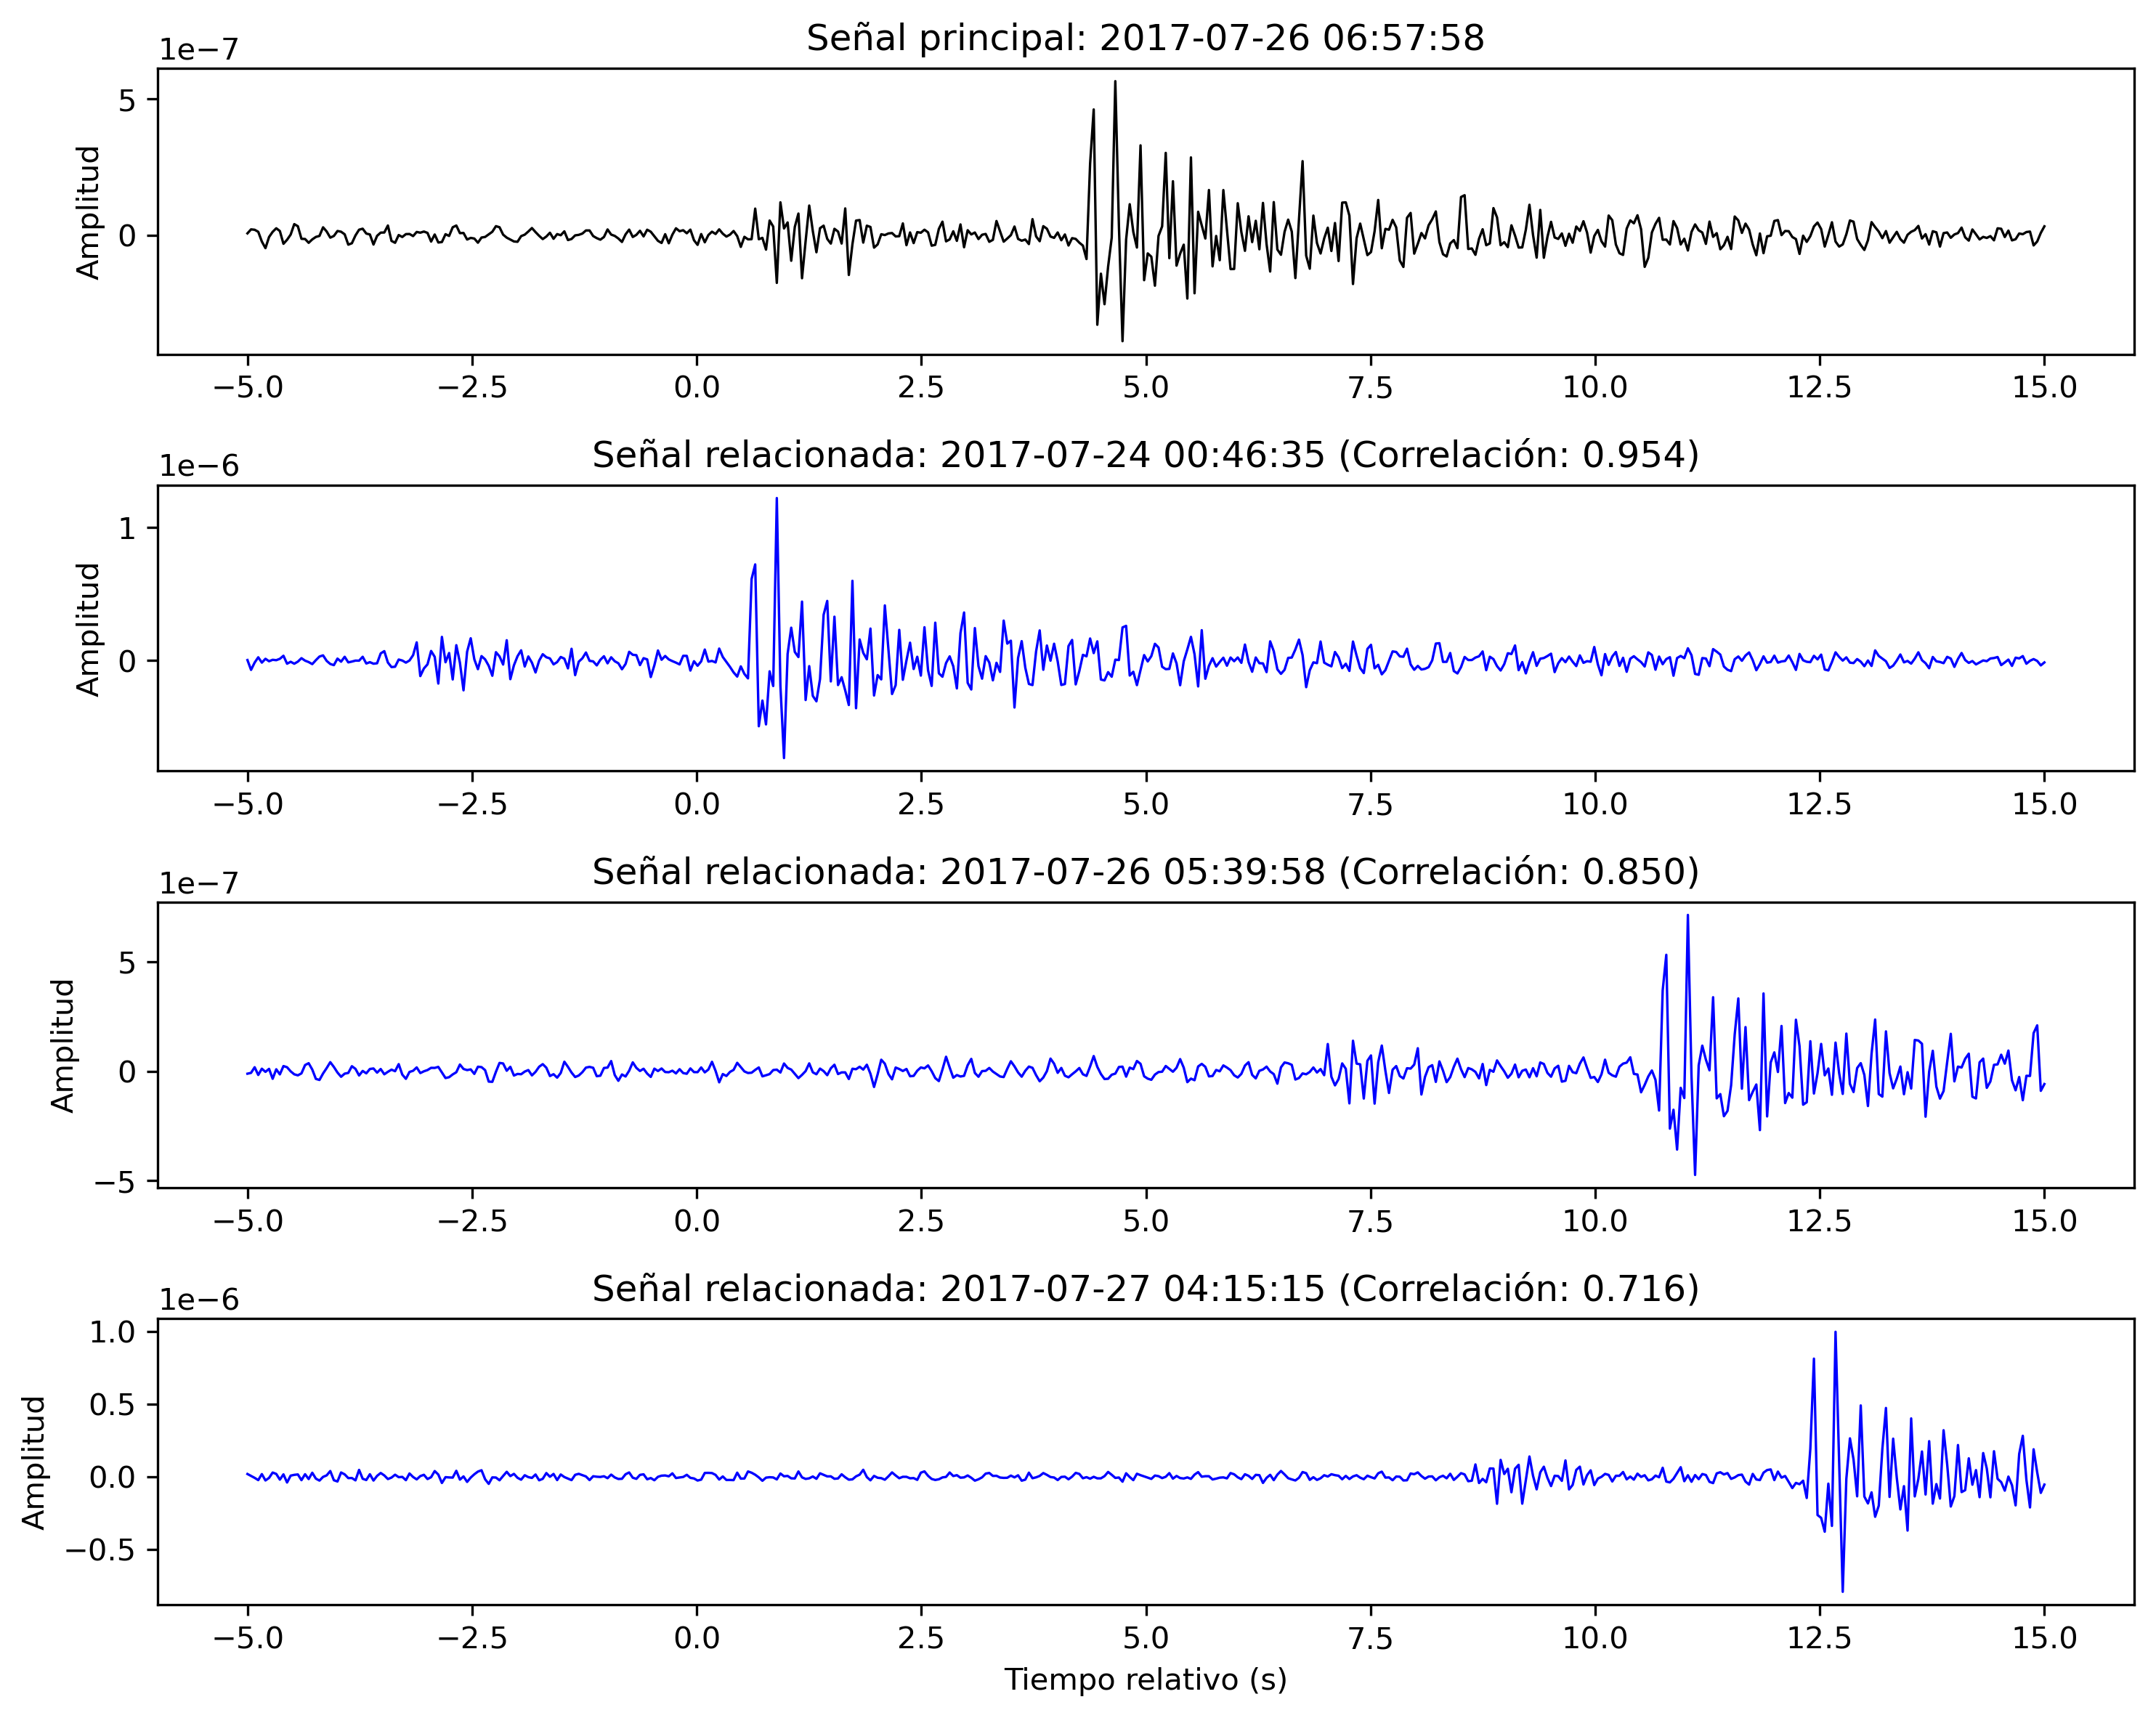 Señal principal: 2017-07-26 06:57:58
1e−7
Amplitud
5
0
−5.0 −2.5 0.0 2.5 5.0 7.5 10.0 12.5 15.0
Señal relacionada: 2017-07-24 00:46:35 (Correlación: 0.954)
1e−6
Amplitud
1
0
−5.0 −2.5 0.0 2.5 5.0 7.5 10.0 12.5 15.0
Señal relacionada: 2017-07-26 05:39:58 (Correlación: 0.850)
1e−7
Amplitud
5
0
−5
−5.0 −2.5 0.0 2.5 5.0 7.5 10.0 12.5 15.0
Señal relacionada: 2017-07-27 04:15:15 (Correlación: 0.716)
1e−6
Amplitud
1.0
0.5
0.0
−0.5
−5.0 −2.5 0.0 2.5 5.0 7.5 10.0 12.5 15.0
Tiempo relativo (s)